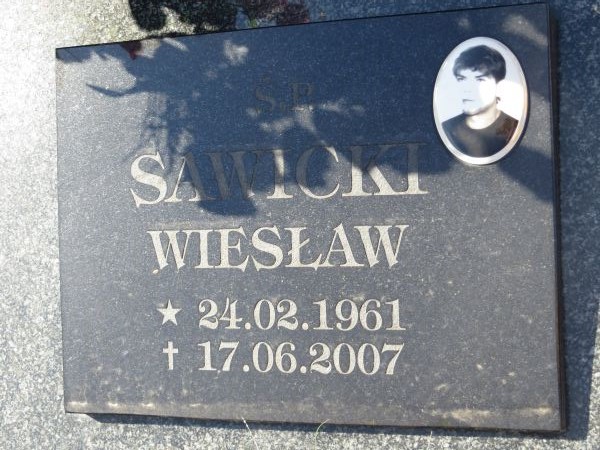 Ś.P.
SAWICKI
WIESŁAW
★ 24.02.1961
† 17.06.2007